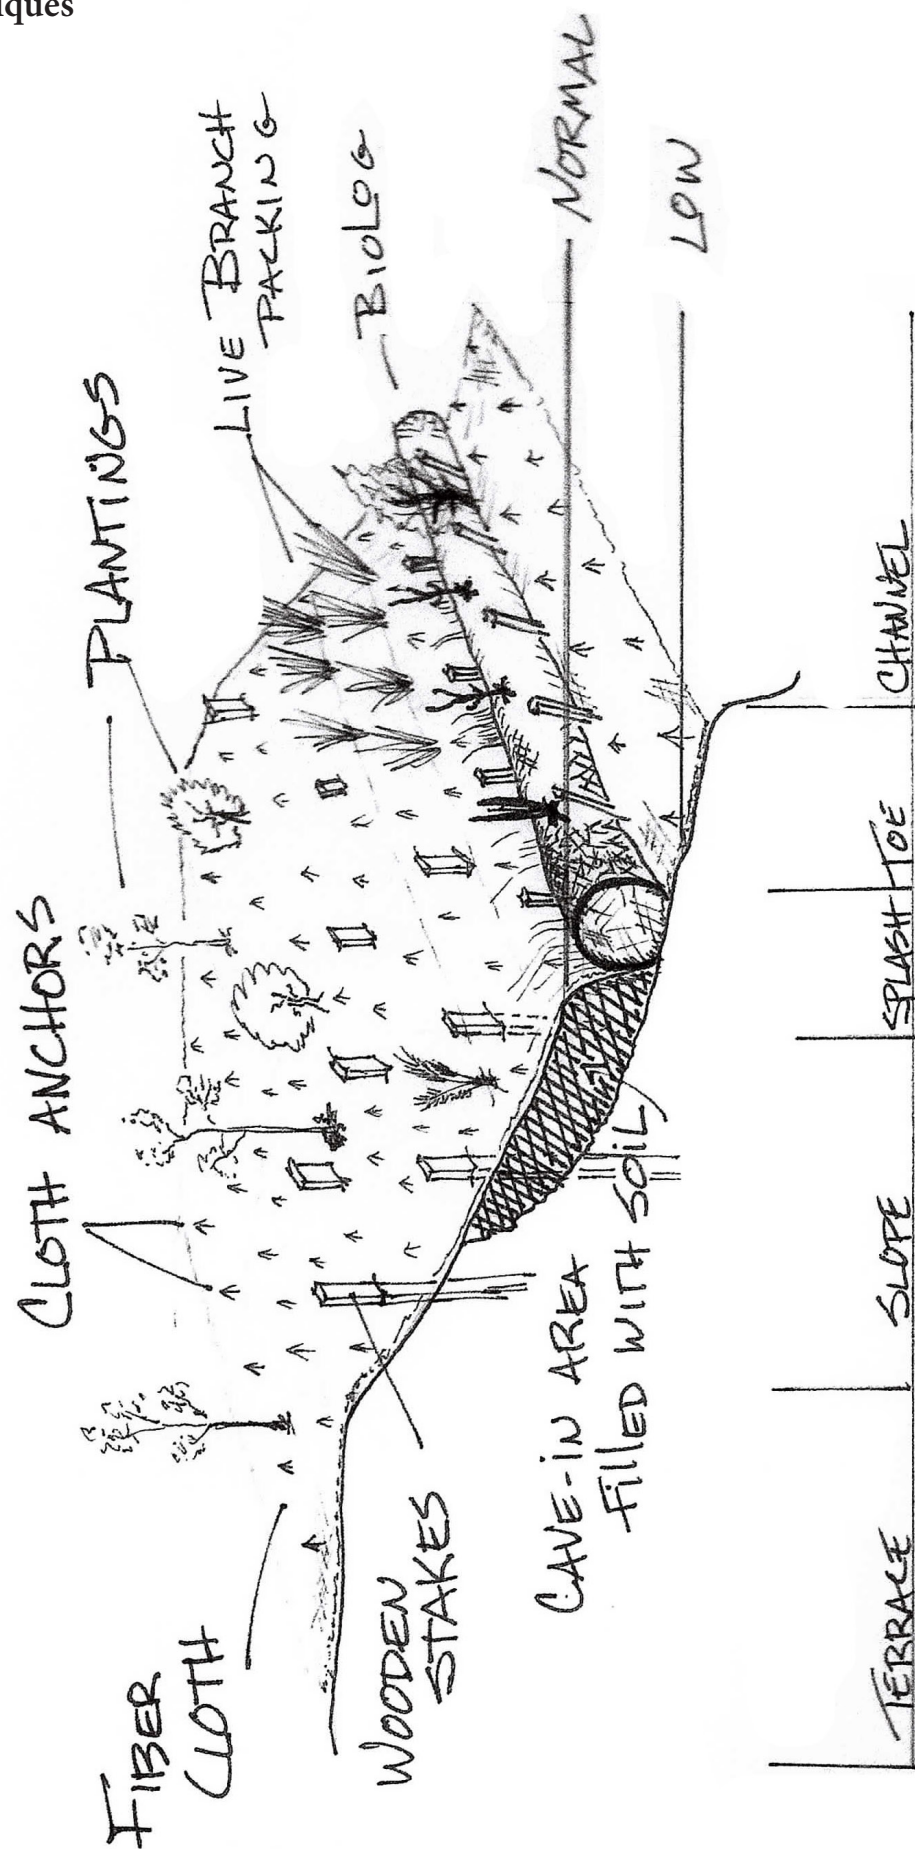 iques
FIBER
CLOTH
CLOTH ANCHORS
PLANTINGS
LIVE BRANCH
PACKING
BIOLOG
NORMAL
LOW
WOODEN
STAKES
CAVE-IN AREA
FILLED WITH SOIL
TERRACE
SLOPE
SPLASH
TOE
CHANNEL